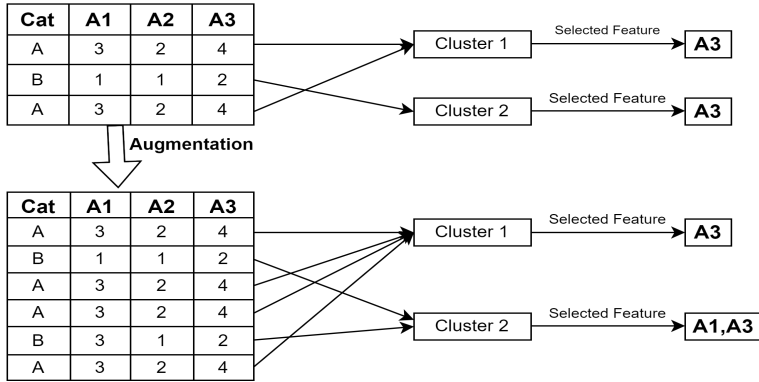 Cat A1 A2 A3
A 3 2 4
B 1 1 2
A 3 2 4
Cluster 1 Selected Feature A3
Cluster 2 Selected Feature A3
Augmentation
Cat A1 A2 A3
A 3 2 4
B 1 1 2
A 3 2 4
A 3 2 4
B 3 1 2
A 3 2 4
Cluster 1 Selected Feature A3
Cluster 2 Selected Feature A1,A3